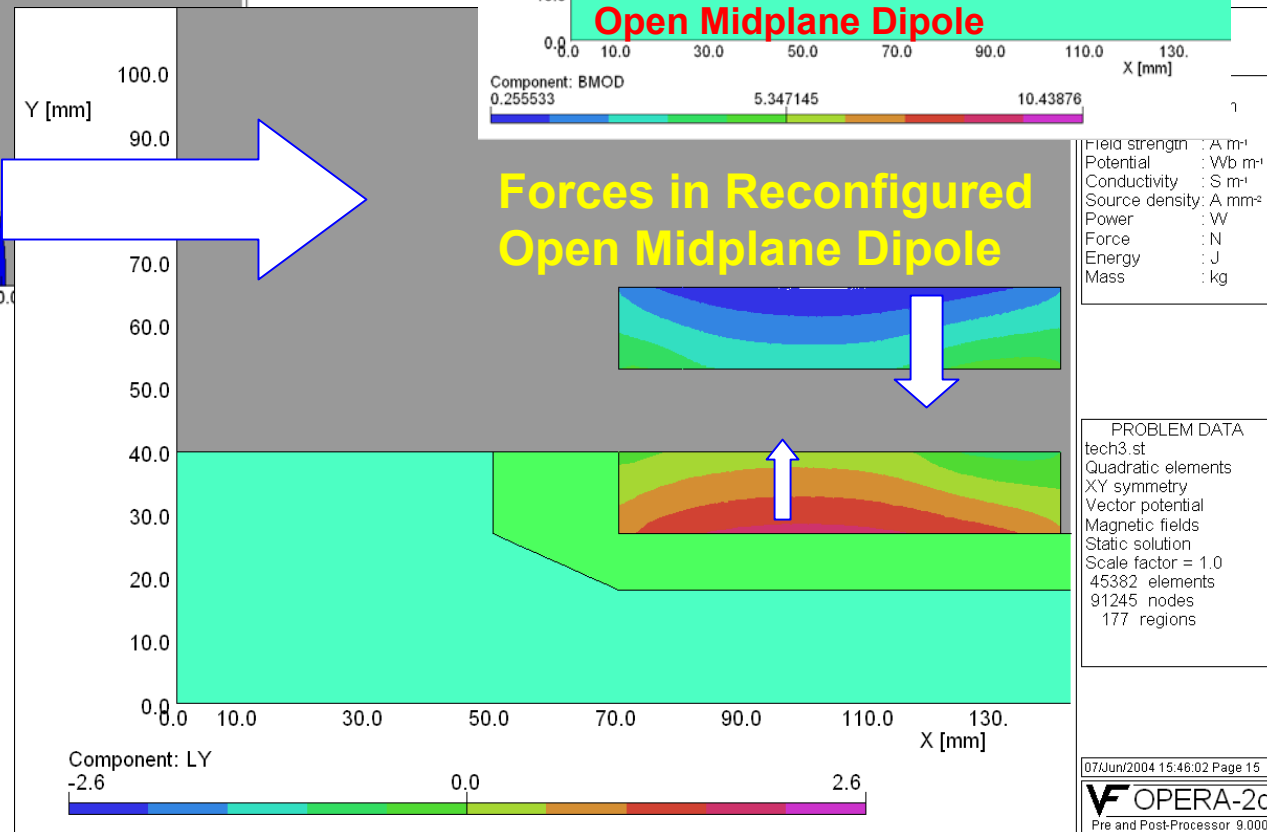 Open Midplane Dipole
0.0
0.0 10.0 30.0 50.0 70.0 90.0 110.0 130.
X [mm]
Component: BMOD
0.255533 5.347145 10.43876
Forces in Reconfigured
Open Midplane Dipole
Y [mm]
100.0
90.0
70.0
60.0
50.0
40.0
30.0
20.0
10.0
0.0
0.0 10.0 30.0 50.0 70.0 90.0 110.0 130.
X [mm]
Component: LY
-2.6 0.0 2.6
Field strength : A m⁻¹
Potential : Wb m⁻¹
Conductivity : S m⁻¹
Source density: A mm⁻²
Power : W
Force : N
Energy : J
Mass : kg
PROBLEM DATA
tech3.st
Quadratic elements
XY symmetry
Vector potential
Magnetic fields
Static solution
Scale factor = 1.0
45382 elements
91245 nodes
177 regions
07/Jun/2004 15:46:02 Page 15
VF OPERA-2d
Pre and Post-Processor 9.000